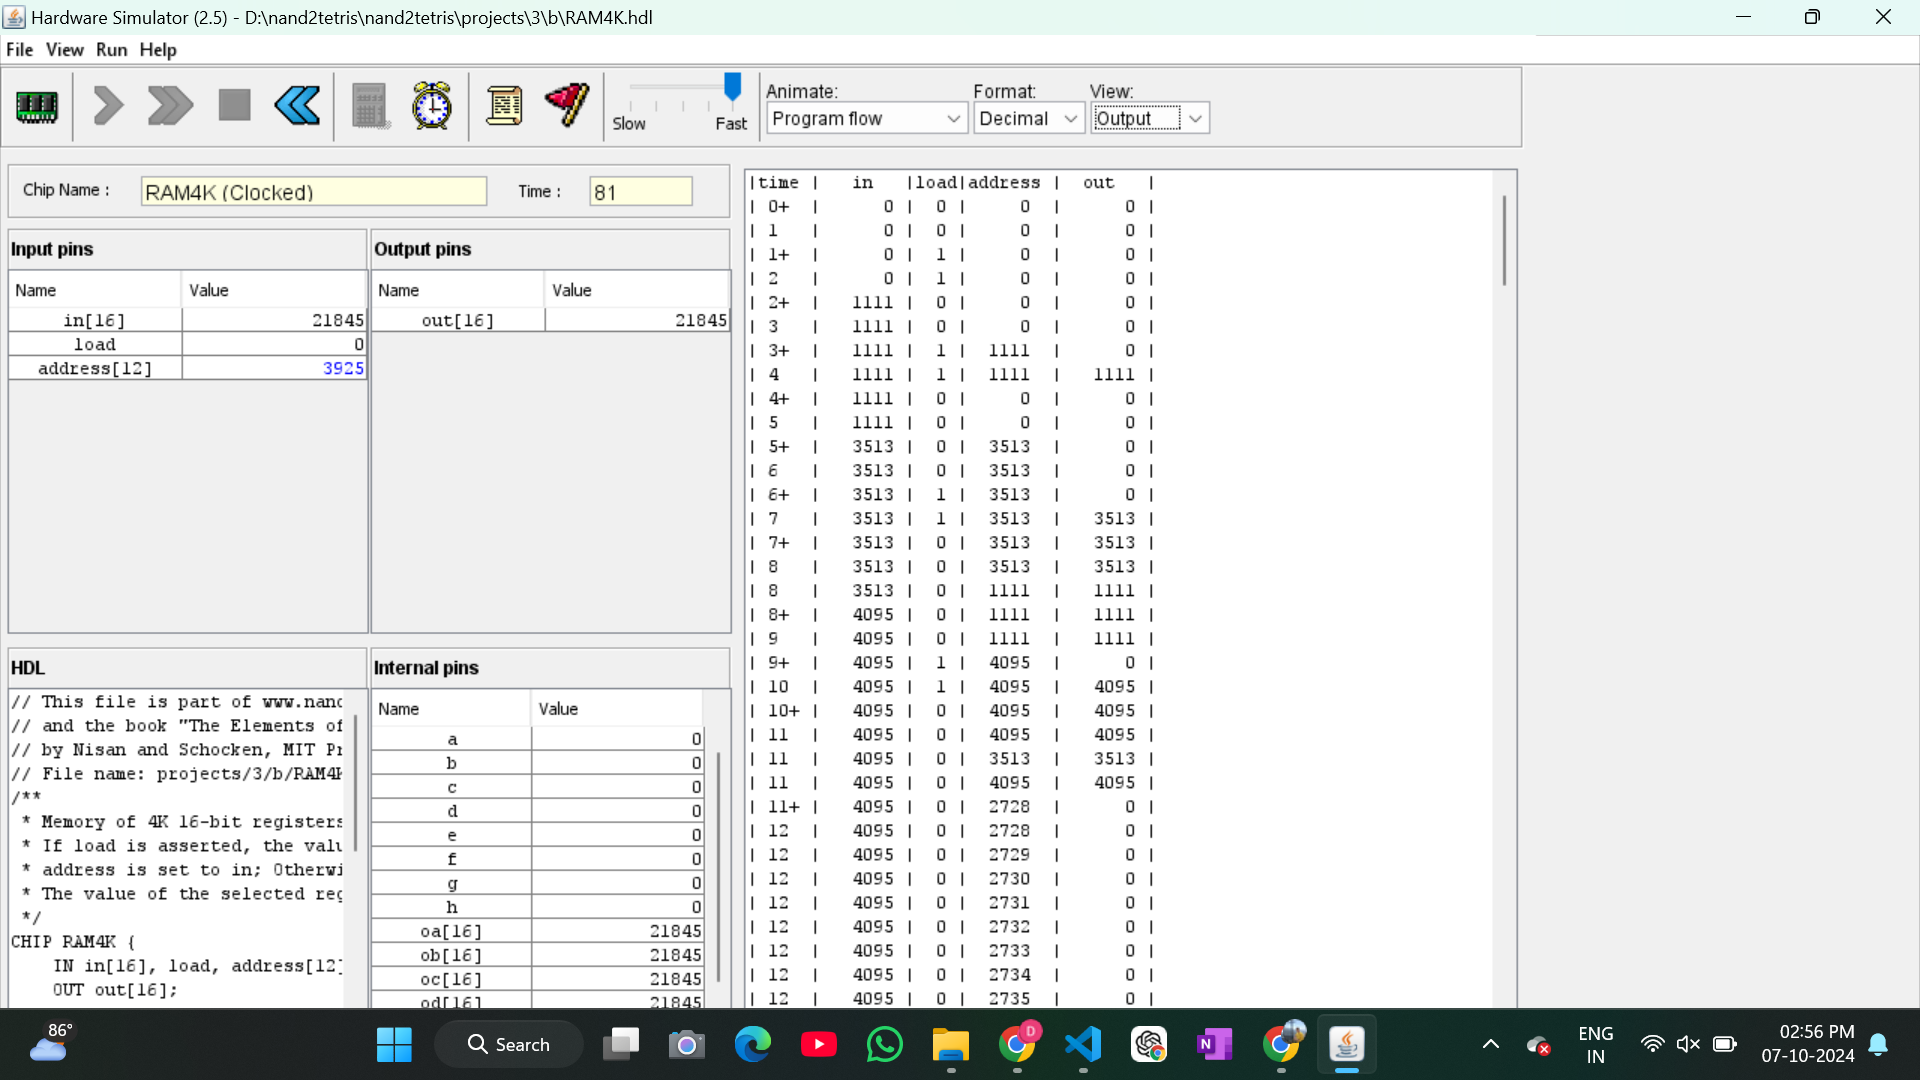 Hardware Simulator (2.5) - D:\nand2tetris\nand2tetris\projects\3\b\RAM4K.hdl
File View Run Help
Slow Fast
Animate: Format: View:
Program flow Decimal Output
Chip Name : RAM4K (Clocked) Time : 81
Input pins
Name Value
in[16] 21845
load 0
address[12] 3925
Output pins
Name Value
out[16] 21845
HDL
// This file is part of www.nand
// and the book "The Elements of
// by Nisan and Schocken, MIT Pr
// File name: projects/3/b/RAM4K
/**
* Memory of 4K 16-bit registers
* If load is asserted, the valu
* address is set to in; Otherwi
* The value of the selected reg
*/
CHIP RAM4K {
IN in[16], load, address[12]
OUT out[16];
Internal pins
Name Value
a 0
b 0
c 0
d 0
e 0
f 0
g 0
h 0
oa[16] 21845
ob[16] 21845
oc[16] 21845
od[16] 21845
|time | in |load|address | out |
| 0+ | 0 | 0 | 0 | 0 |
| 1 | 0 | 0 | 0 | 0 |
| 1+ | 0 | 1 | 0 | 0 |
| 2 | 0 | 1 | 0 | 0 |
| 2+ | 1111 | 0 | 0 | 0 |
| 3 | 1111 | 0 | 0 | 0 |
| 3+ | 1111 | 1 | 1111 | 0 |
| 4 | 1111 | 1 | 1111 | 1111 |
| 4+ | 1111 | 0 | 0 | 0 |
| 5 | 1111 | 0 | 0 | 0 |
| 5+ | 3513 | 0 | 3513 | 0 |
| 6 | 3513 | 0 | 3513 | 0 |
| 6+ | 3513 | 1 | 3513 | 0 |
| 7 | 3513 | 1 | 3513 | 3513 |
| 7+ | 3513 | 0 | 3513 | 3513 |
| 8 | 3513 | 0 | 3513 | 3513 |
| 8 | 3513 | 0 | 1111 | 1111 |
| 8+ | 4095 | 0 | 1111 | 1111 |
| 9 | 4095 | 0 | 1111 | 1111 |
| 9+ | 4095 | 1 | 4095 | 0 |
| 10 | 4095 | 1 | 4095 | 4095 |
| 10+ | 4095 | 0 | 4095 | 4095 |
| 11 | 4095 | 0 | 4095 | 4095 |
| 11 | 4095 | 0 | 3513 | 3513 |
| 11 | 4095 | 0 | 4095 | 4095 |
| 11+ | 4095 | 0 | 2728 | 0 |
| 12 | 4095 | 0 | 2728 | 0 |
| 12 | 4095 | 0 | 2729 | 0 |
| 12 | 4095 | 0 | 2730 | 0 |
| 12 | 4095 | 0 | 2731 | 0 |
| 12 | 4095 | 0 | 2732 | 0 |
| 12 | 4095 | 0 | 2733 | 0 |
| 12 | 4095 | 0 | 2734 | 0 |
| 12 | 4095 | 0 | 2735 | 0 |
86°
Search
D
N
ENG
IN
02:56 PM
07-10-2024